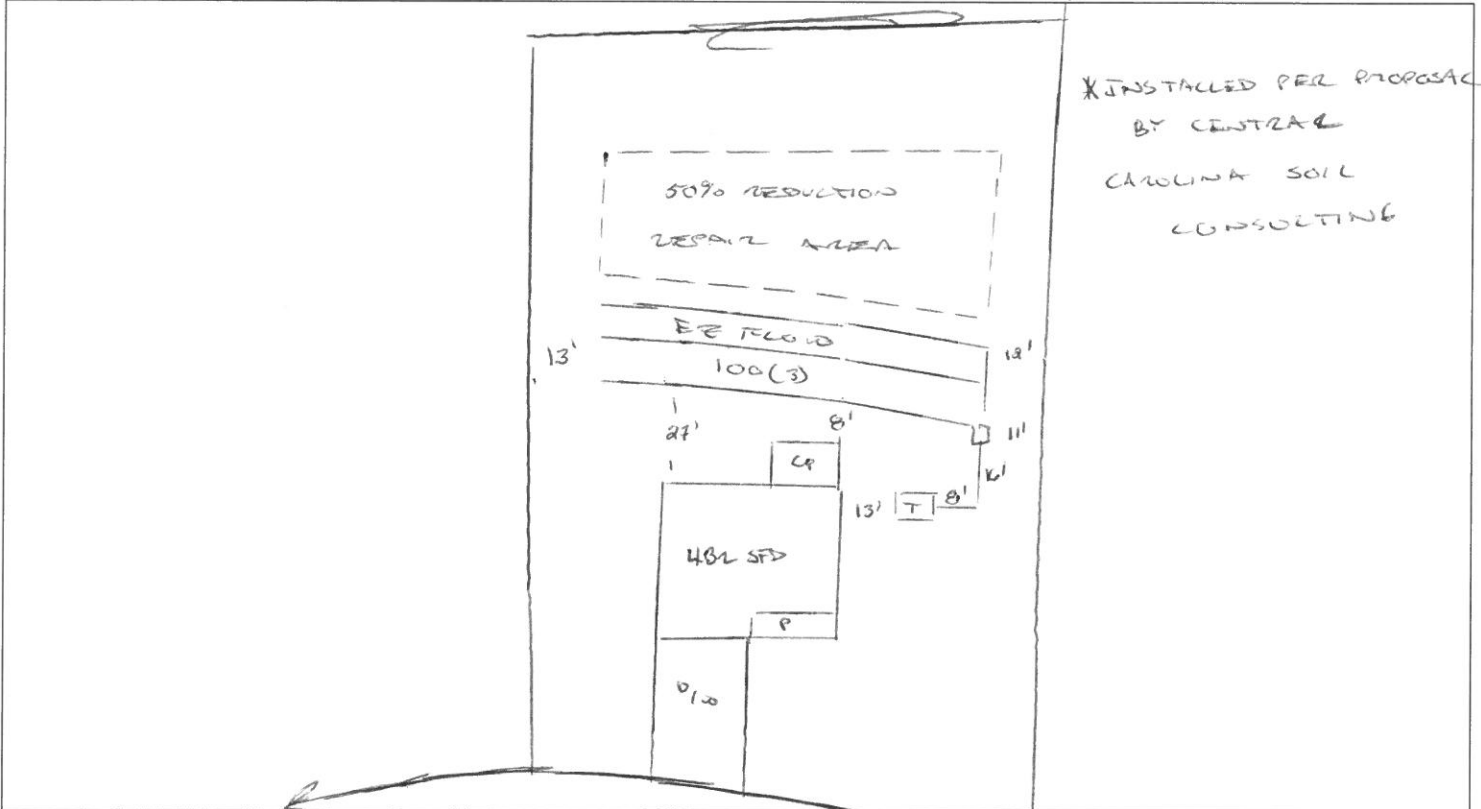 *INSTALLED PER PROPOSAL
BY CENTRAL
CAROLINA SOIL
CONSULTING
50% REDUCTION
REPAIR AREA
EZ FLOW
100(3)
13'
12'
27'
8'
11'
CP
16'
13'
T
8'
4BR SFD
P
D/W